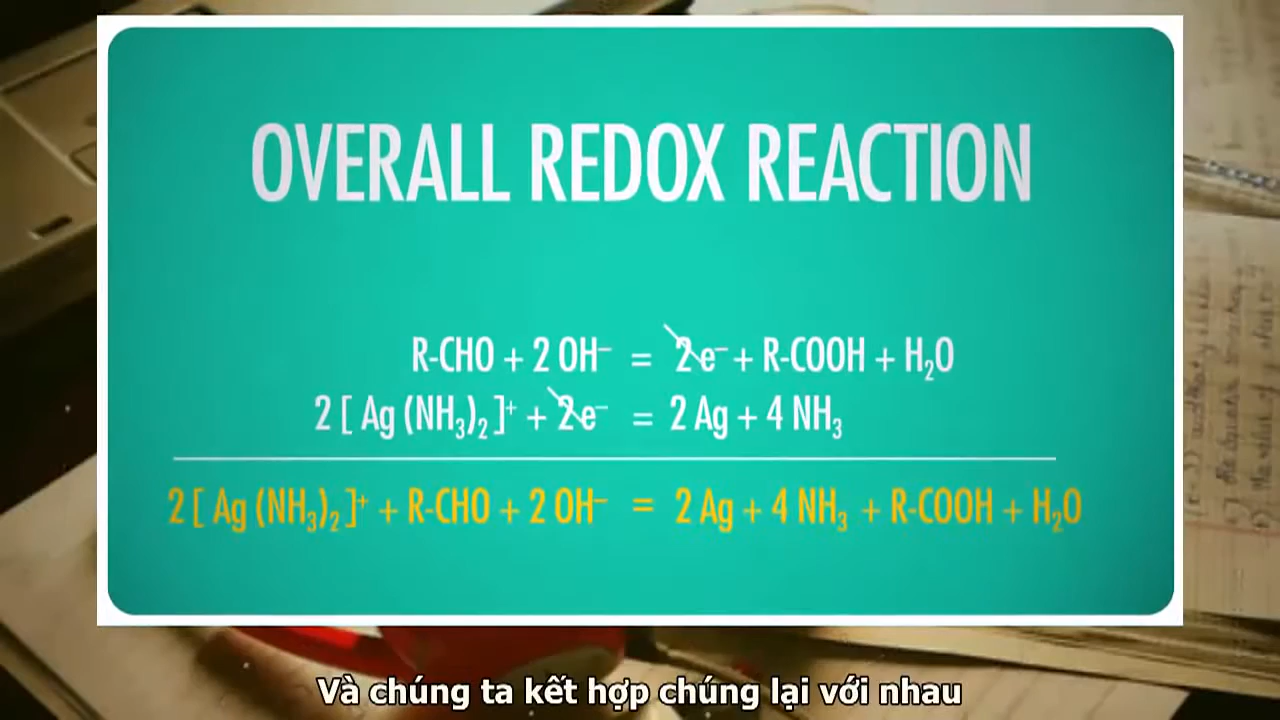 OVERALL REDOX REACTION
R-CHO + 2 OH⁻ = 2 e⁻ + R-COOH + H₂O
2 [ Ag (NH₃)₂ ]⁺ + 2 e⁻ = 2 Ag + 4 NH₃
2 [ Ag (NH₃)₂ ]⁺ + R-CHO + 2 OH⁻ = 2 Ag + 4 NH₃ + R-COOH + H₂O
Và chúng ta kết hợp chúng lại với nhau